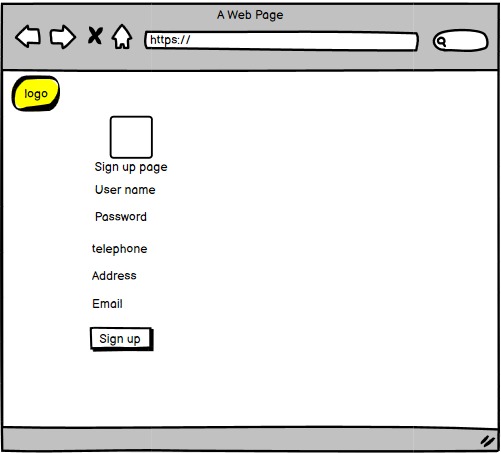 A Web Page
https://
logo
Sign up page
User name
Password
telephone
Address
Email
Sign up